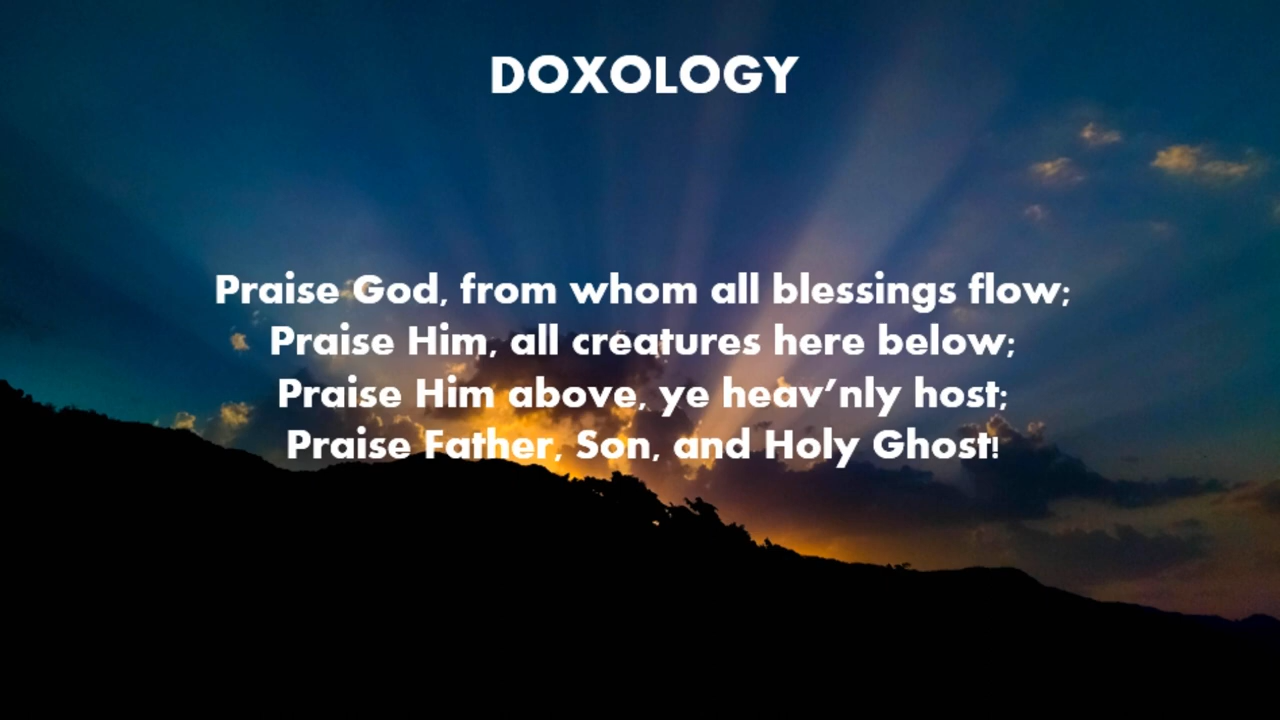 DOXOLOGY
Praise God, from whom all blessings flow;
Praise Him, all creatures here below;
Praise Him above, ye heav’nly host;
Praise Father, Son, and Holy Ghost!